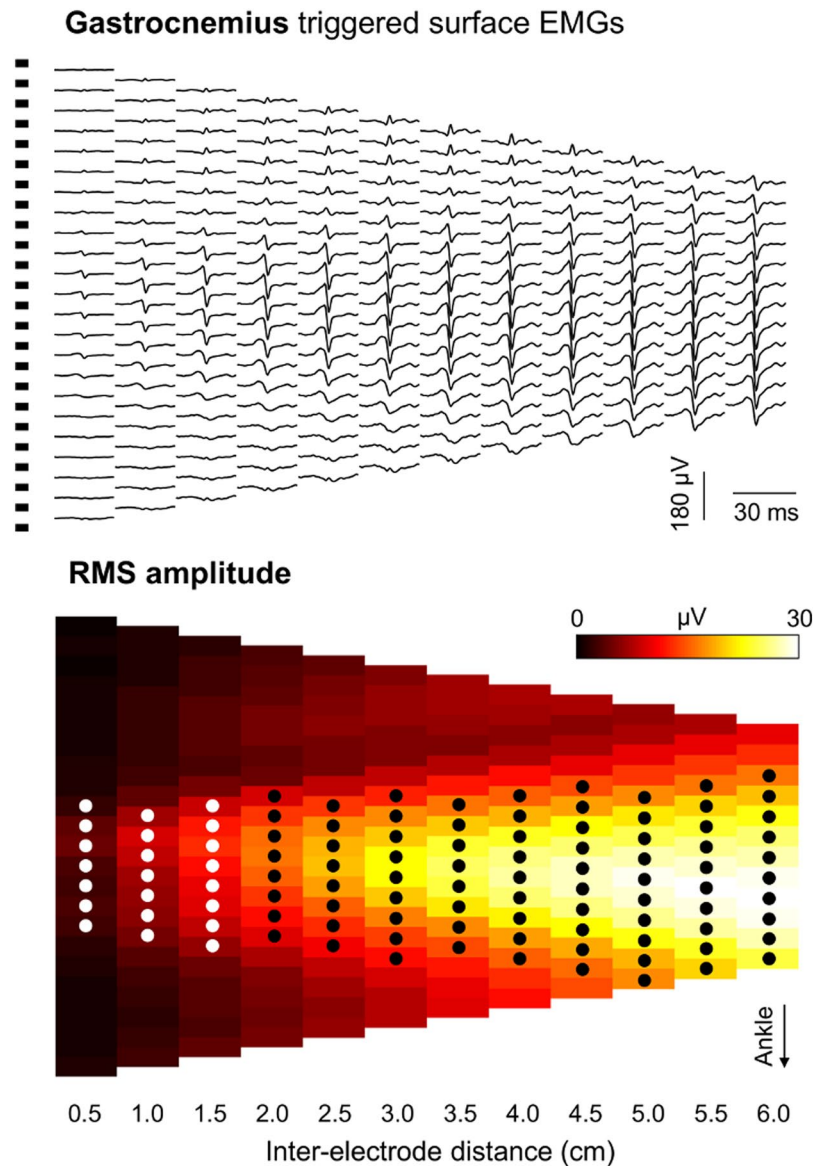 Gastrocnemius triggered surface EMGs
180 µV
30 ms
RMS amplitude
0 µV 30
Ankle
0.5 1.0 1.5 2.0 2.5 3.0 3.5 4.0 4.5 5.0 5.5 6.0
Inter-electrode distance (cm)